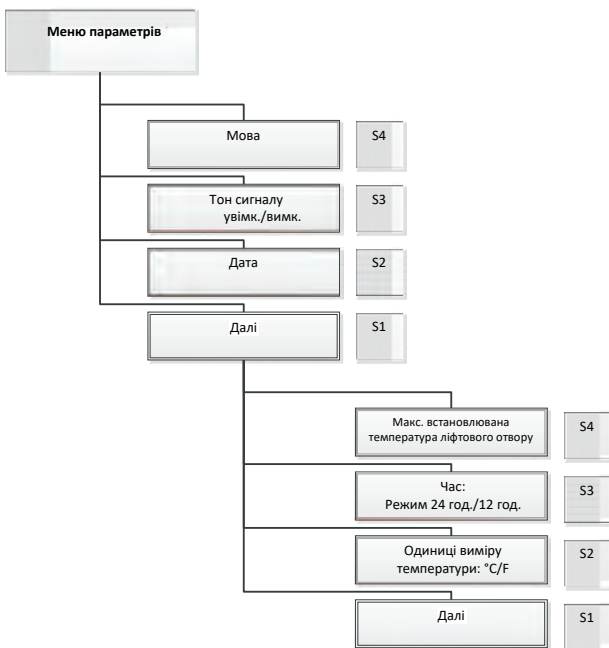 Меню параметрів
Мова
S4
Тон сигналу
увімк./вимк.
S3
Дата
S2
Далі
S1
Макс. встановлювана
температура ліфтового отвору
S4
Час:
Режим 24 год./12 год.
S3
Одиниці виміру
температури: °C/F
S2
Далі
S1